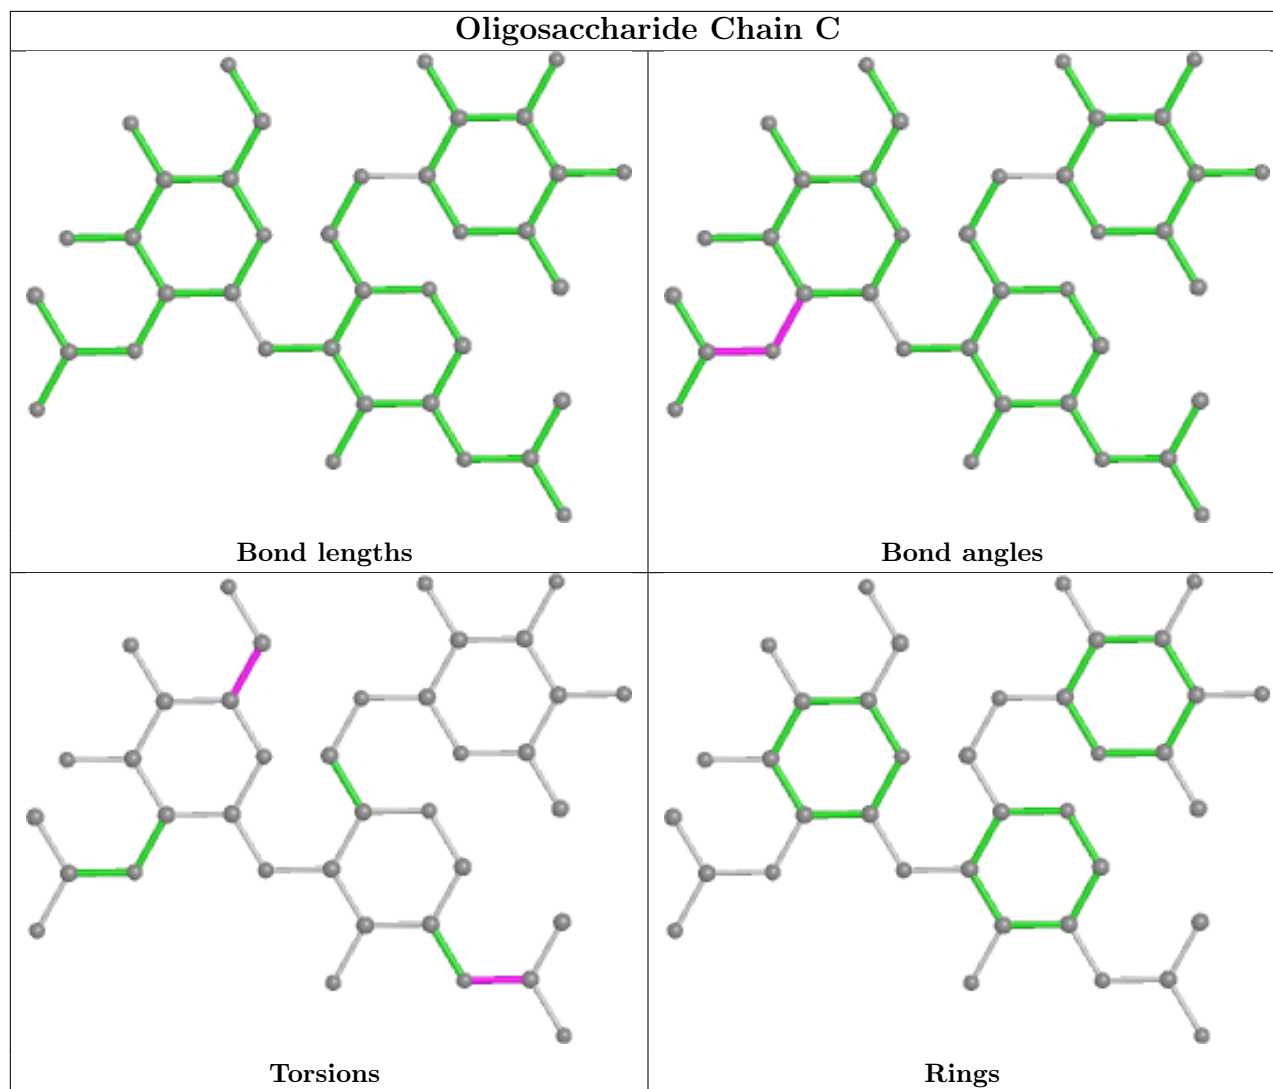 Oligosaccharide Chain C
Bond lengths
Bond angles
Torsions
Rings